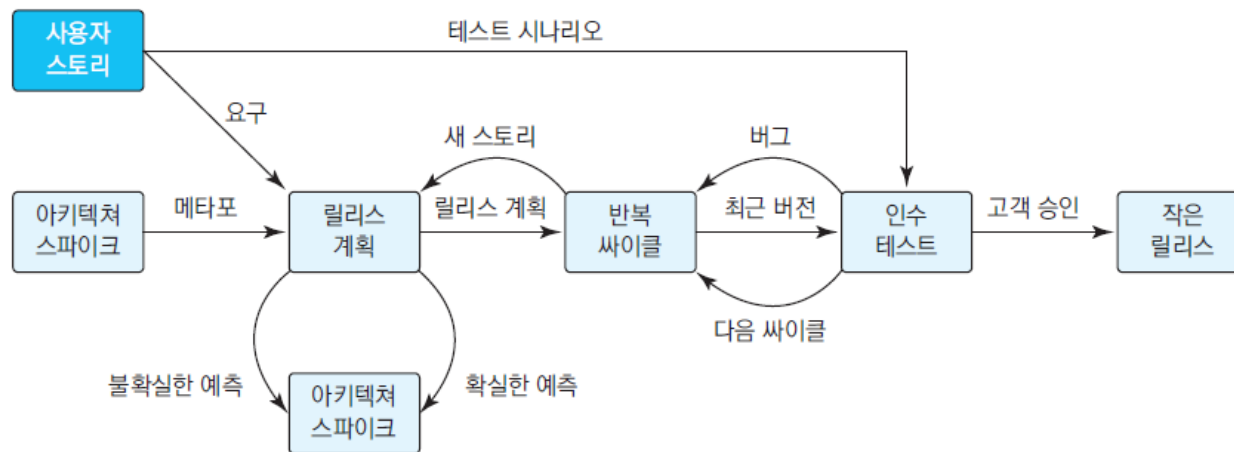 사용자
스토리
테스트 시나리오
요구
새 스토리
버그
아키텍쳐
스파이크
메타포
릴리스
계획
릴리스 계획
반복
싸이클
최근 버전
인수
테스트
고객 승인
작은
릴리스
다음 싸이클
불확실한 예측
아키텍쳐
스파이크
확실한 예측